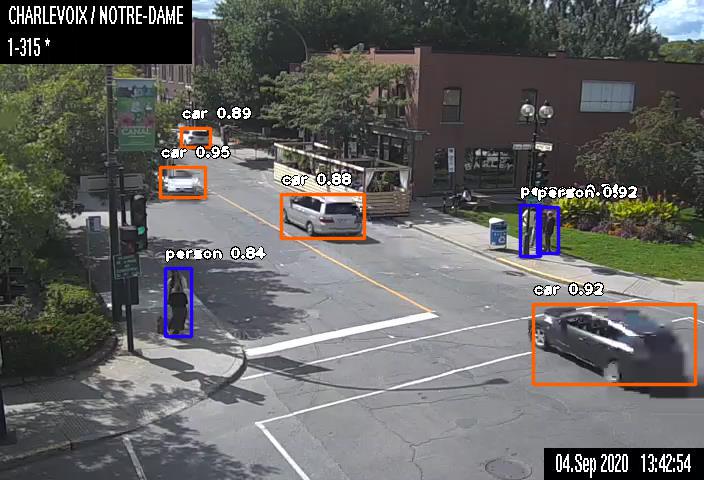 CHARLEVOIX / NOTRE-DAME
1-315 *
car 0.89
car 0.95
car 0.88
person 0.92
person 0.84
car 0.92
CANAL
04.Sep 2020 13:42:54